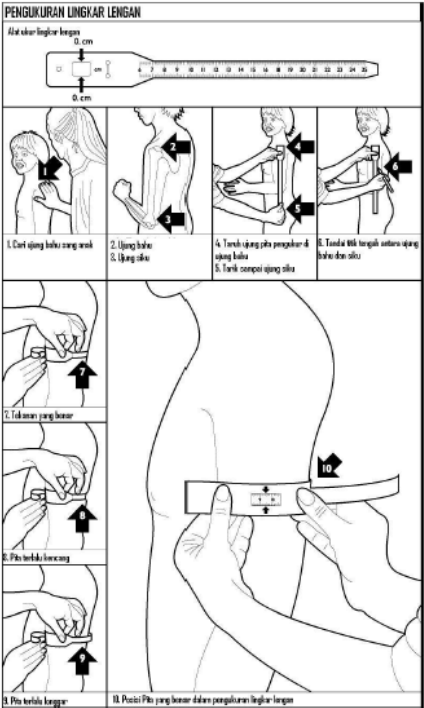 PENGUKURAN LINGKAR LENGAN
Alat ukur lingkar lengan
0. cm
cm
6 7 8 9 10 11 12 13 14 15 16 17 18 19 20 21 22 23 24 25
0. cm
1
2
3
4
5
6
1. Cari ujung bahu sang anak
2. Ujung bahu
3. Ujung siku
4. Taruh ujung pita pengukur di
ujung bahu
5. Tarik sampai ujung siku
6. Tandai titik tengah antara ujung
bahu dan siku
7
7. Tekanan yang benar
8
8. Pita terlalu kencang
9
9. Pita terlalu longgar
10
10. Posisi Pita yang benar dalam pengukuran lingkar lengan